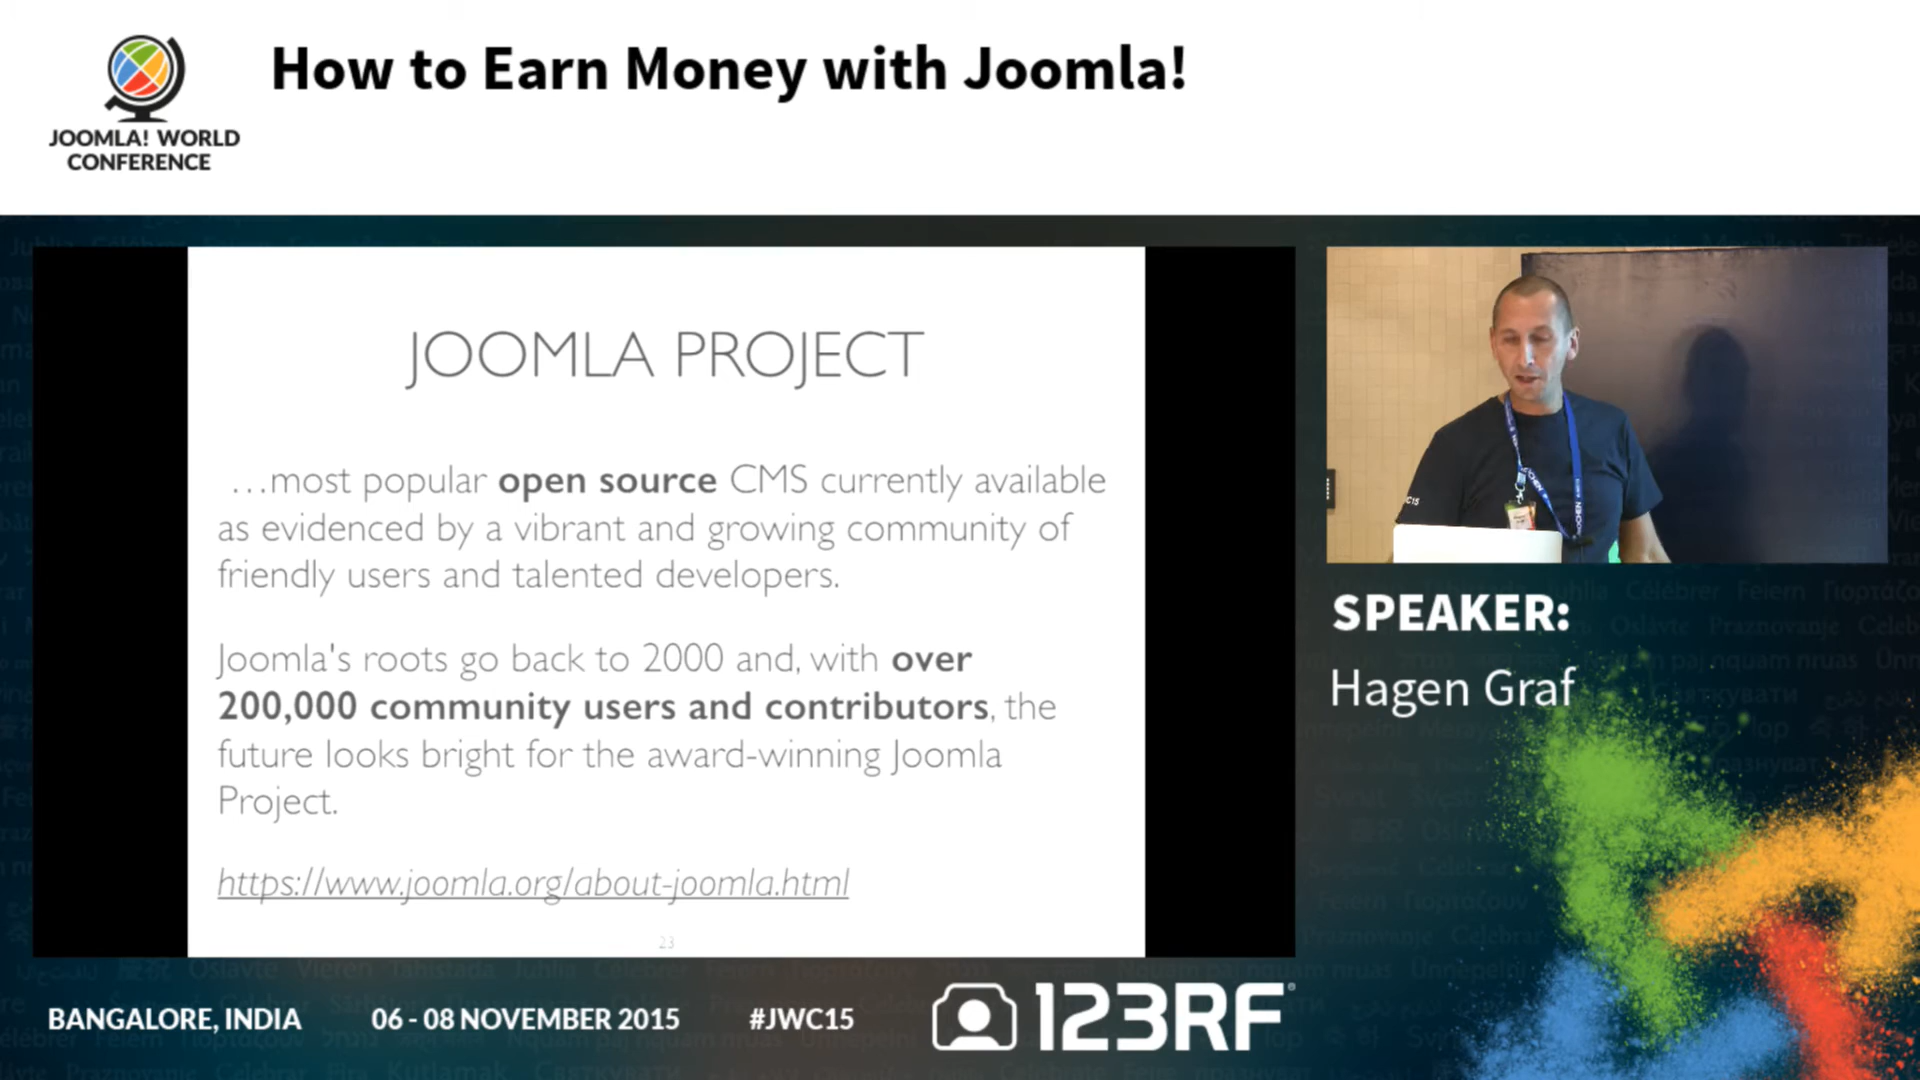 JOOMLA! WORLD
CONFERENCE
How to Earn Money with Joomla!
JOOMLA PROJECT
...most popular open source CMS currently available
as evidenced by a vibrant and growing community of
friendly users and talented developers.
Joomla's roots go back to 2000 and, with over
200,000 community users and contributors, the
future looks bright for the award-winning Joomla
Project.
https://www.joomla.org/about-joomla.html
23
SPEAKER:
Hagen Graf
BANGALORE, INDIA
06 - 08 NOVEMBER 2015
#JWC15
123RF